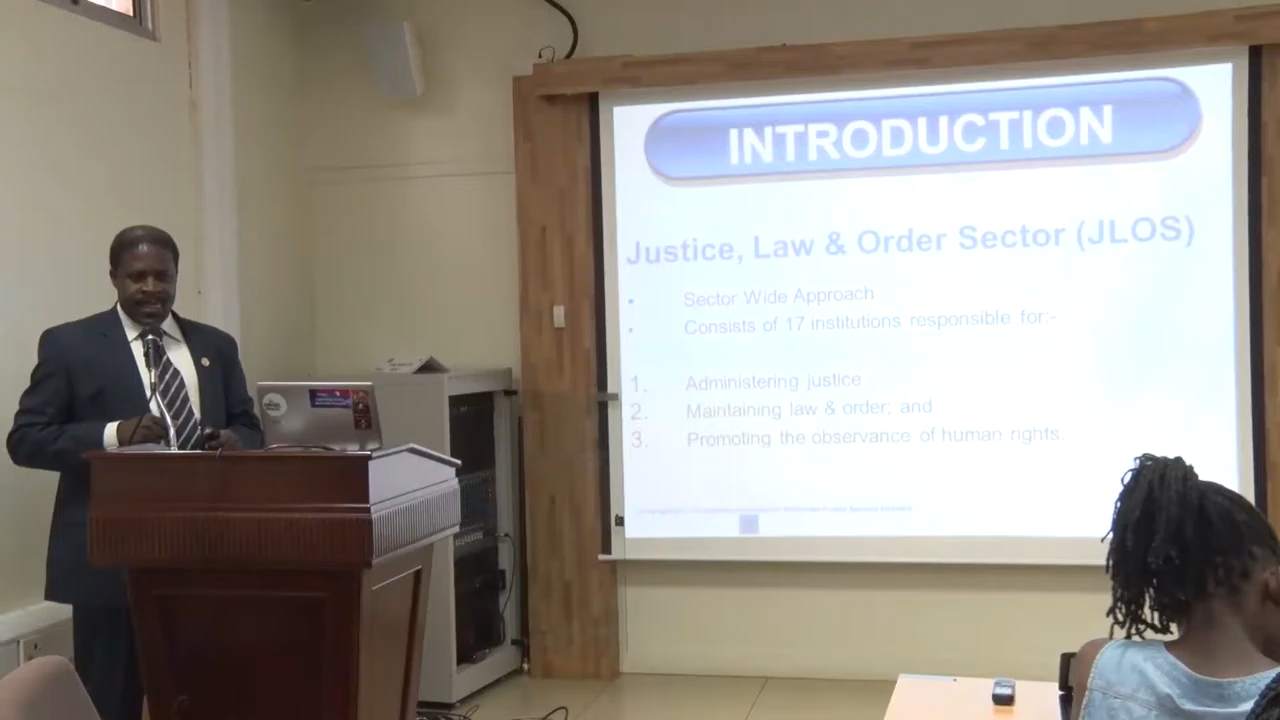 INTRODUCTION
Justice, Law & Order Sector (JLOS)
• Sector Wide Approach
• Consists of 17 institutions responsible for:-
1. Administering justice
2. Maintaining law & order; and
3. Promoting the observance of human rights.